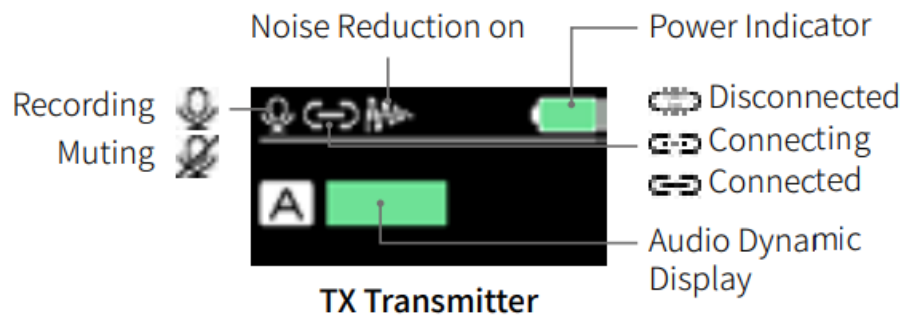 Noise Reduction on
Power Indicator
Recording
Muting
Disconnected
Connecting
Connected
A
Audio Dynamic
Display
TX Transmitter